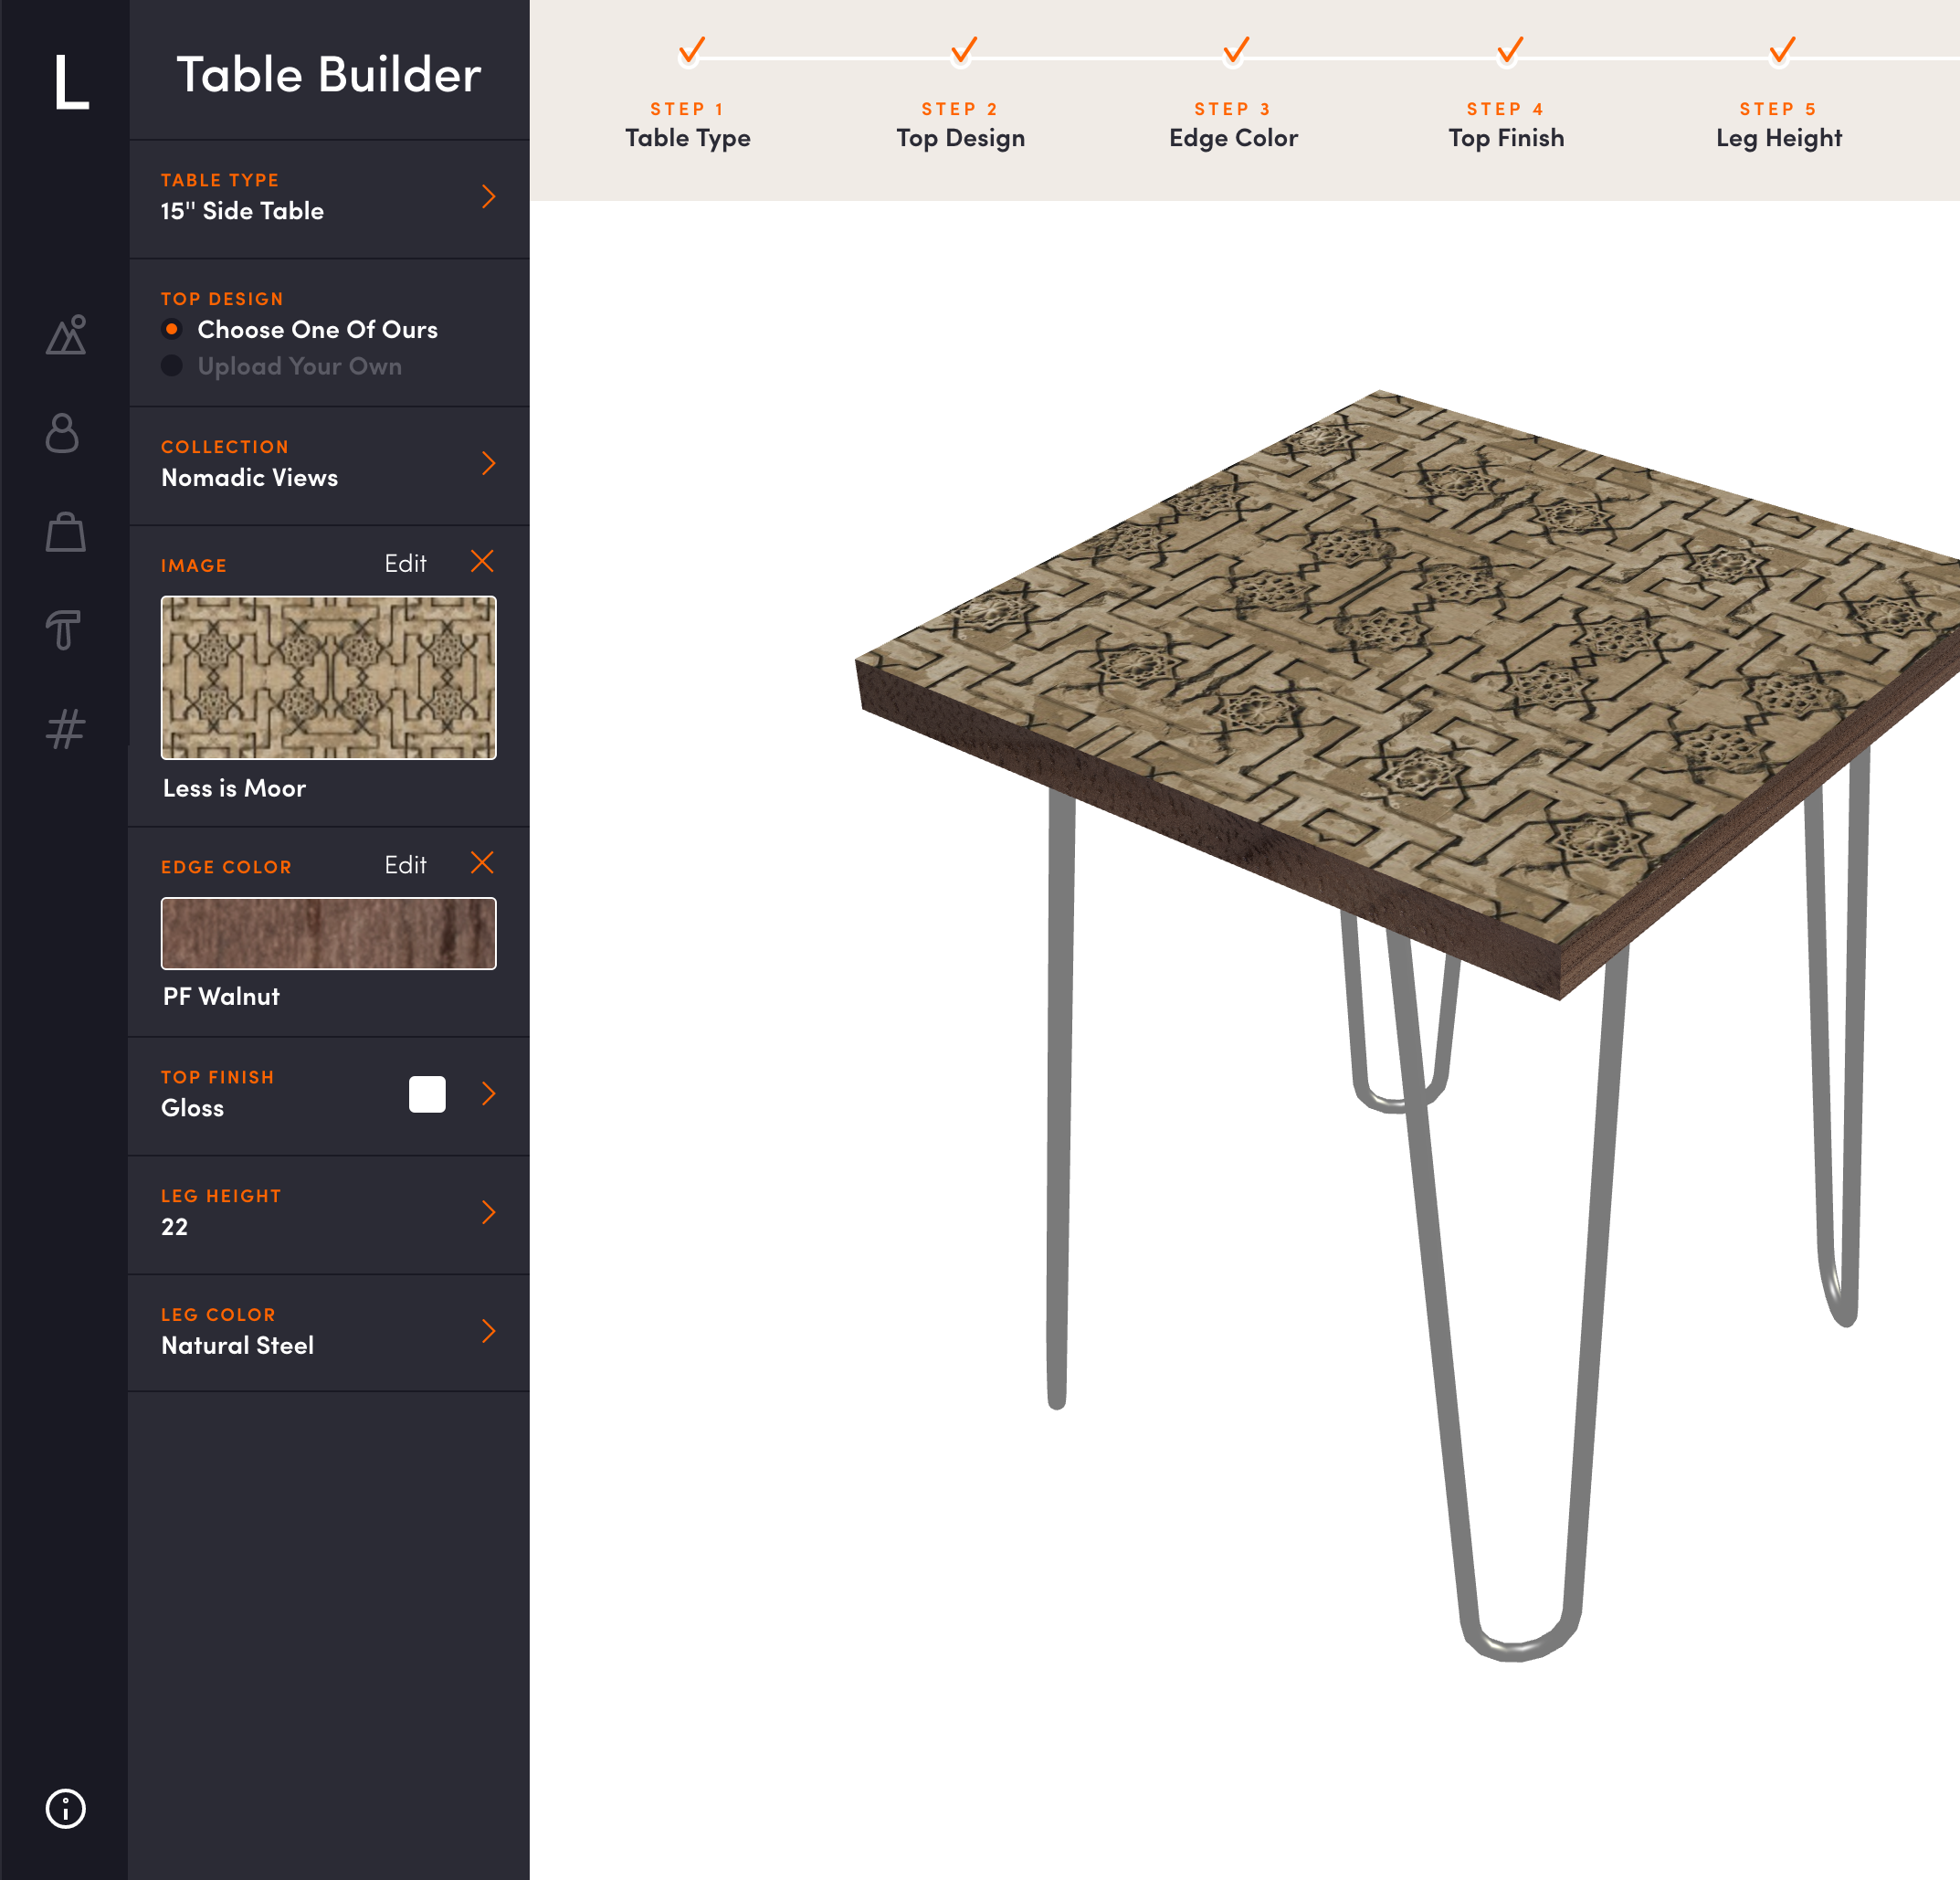 L
Table Builder
TABLE TYPE
15" Side Table
TOP DESIGN
Choose One Of Ours
Upload Your Own
COLLECTION
Nomadic Views
IMAGE Edit
Less is Moor
EDGE COLOR Edit
PF Walnut
TOP FINISH
Gloss
LEG HEIGHT
22
LEG COLOR
Natural Steel
STEP 1
Table Type
STEP 2
Top Design
STEP 3
Edge Color
STEP 4
Top Finish
STEP 5
Leg Height